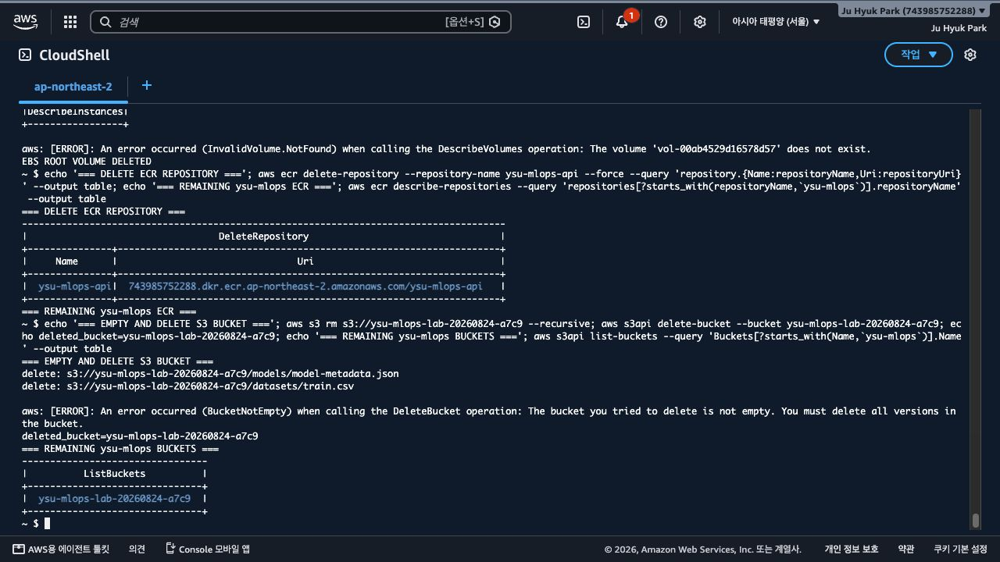 aws
검색
[옵션+S]
1
아시아 태평양 (서울) ▼
Ju Hyuk Park (743985752288) ▼
Ju Hyuk Park
CloudShell
작업 ▼
ap-northeast-2
+
|DescribeInstances|
+-----------------+
aws: [ERROR]: An error occurred (InvalidVolume.NotFound) when calling the DescribeVolumes operation: The volume 'vol-00ab4529d16578d57' does not exist.
EBS ROOT VOLUME DELETED
~ $ echo '=== DELETE ECR REPOSITORY ==='; aws ecr delete-repository --repository-name ysu-mlops-api --force --query 'repository.{Name:repositoryName,Uri:repositoryUri}
' --output table; echo '=== REMAINING ysu-mlops ECR ==='; aws ecr describe-repositories --query 'repositories[?starts_with(repositoryName,`ysu-mlops`)].repositoryName'
 --output table
=== DELETE ECR REPOSITORY ===
-------------------------------------------------------------------------------------
|                                 DeleteRepository                                  |
+---------------+-------------------------------------------------------------------+
|     Name      |                               Uri                                 |
+---------------+-------------------------------------------------------------------+
|  ysu-mlops-api|  743985752288.dkr.ecr.ap-northeast-2.amazonaws.com/ysu-mlops-api   |
+---------------+-------------------------------------------------------------------+
=== REMAINING ysu-mlops ECR ===
~ $ echo '=== EMPTY AND DELETE S3 BUCKET ==='; aws s3 rm s3://ysu-mlops-lab-20260824-a7c9 --recursive; aws s3api delete-bucket --bucket ysu-mlops-lab-20260824-a7c9; ec
ho deleted_bucket=ysu-mlops-lab-20260824-a7c9; echo '=== REMAINING ysu-mlops BUCKETS ==='; aws s3api list-buckets --query 'Buckets[?starts_with(Name,`ysu-mlops`)].Name
' --output table
=== EMPTY AND DELETE S3 BUCKET ===
delete: s3://ysu-mlops-lab-20260824-a7c9/models/model-metadata.json
delete: s3://ysu-mlops-lab-20260824-a7c9/datasets/train.csv
aws: [ERROR]: An error occurred (BucketNotEmpty) when calling the DeleteBucket operation: The bucket you tried to delete is not empty. You must delete all versions in
the bucket.
deleted_bucket=ysu-mlops-lab-20260824-a7c9
=== REMAINING ysu-mlops BUCKETS ===
---------------------------------
|          ListBuckets          |
+-------------------------------+
|  ysu-mlops-lab-20260824-a7c9  |
+-------------------------------+
~ $
AWS용 에이전트 툴킷
의견
Console 모바일 앱
© 2026, Amazon Web Services, Inc. 또는 계열사.
개인 정보 보호
약관
쿠키 기본 설정